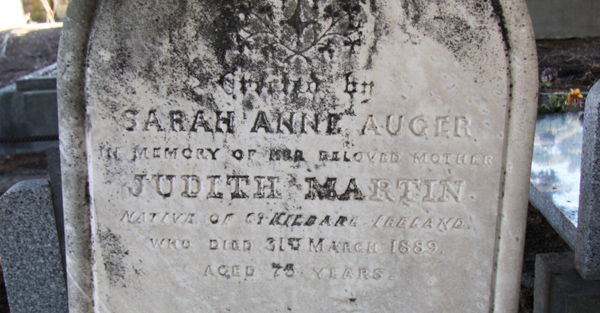 Erected by
SARAH ANNE AUGER
IN MEMORY OF HER BELOVED MOTHER
JUDITH MARTIN.
NATIVE OF Co KILDARE IRELAND.
WHO DIED 31ST MARCH 1889.
AGED 78 YEARS.